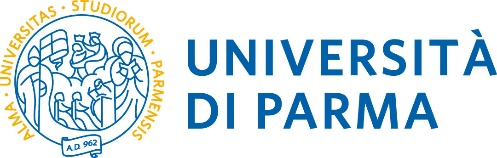 ALMA · UNIVERSITAS · STUDIORUM · PARMENSIS
A.D. 962
UNIVERSITÀ
DI PARMA